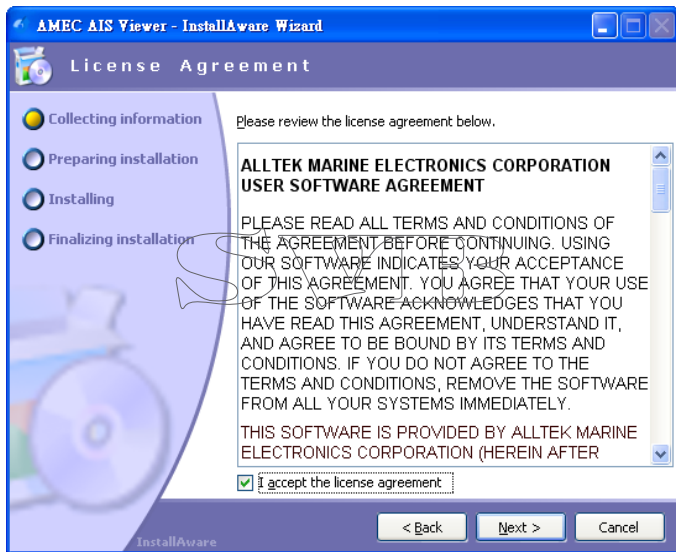 AMEC AIS Viewer - InstallAware Wizard
License Agreement
Collecting information
Preparing installation
Installing
Finalizing installation
Please review the license agreement below.
ALLTEK MARINE ELECTRONICS CORPORATION
USER SOFTWARE AGREEMENT
PLEASE READ ALL TERMS AND CONDITIONS OF
THE AGREEMENT BEFORE CONTINUING. USING
OUR SOFTWARE INDICATES YOUR ACCEPTANCE
OF THIS AGREEMENT. YOU AGREE THAT YOUR USE
OF THE SOFTWARE ACKNOWLEDGES THAT YOU
HAVE READ THIS AGREEMENT, UNDERSTAND IT,
AND AGREE TO BE BOUND BY ITS TERMS AND
CONDITIONS. IF YOU DO NOT AGREE TO THE
TERMS AND CONDITIONS, REMOVE THE SOFTWARE
FROM ALL YOUR SYSTEMS IMMEDIATELY.
THIS SOFTWARE IS PROVIDED BY ALLTEK MARINE
ELECTRONICS CORPORATION (HEREIN AFTER
I accept the license agreement
InstallAware
< Back
Next >
Cancel